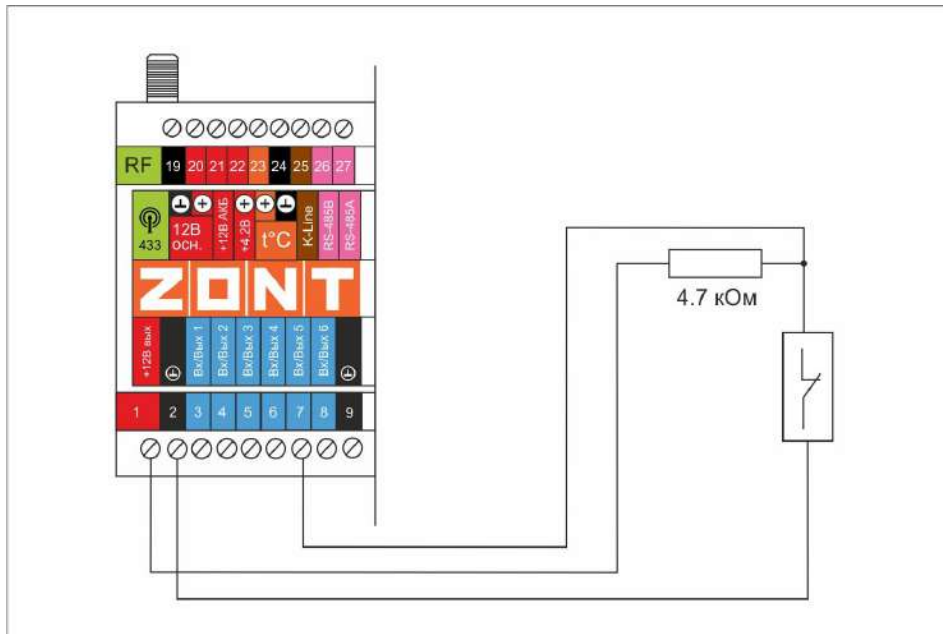 RF 19 20 21 22 23 24 25 26 27
433
12В осн.
+12В АКБ
+4.2В
t°C
K-Line
RS-485B
RS-485A
ZONT
+12В вых
Вх/Вых 1
Вх/Вых 2
Вх/Вых 3
Вх/Вых 4
Вх/Вых 5
Вх/Вых 6
1 2 3 4 5 6 7 8 9
4.7 кОм